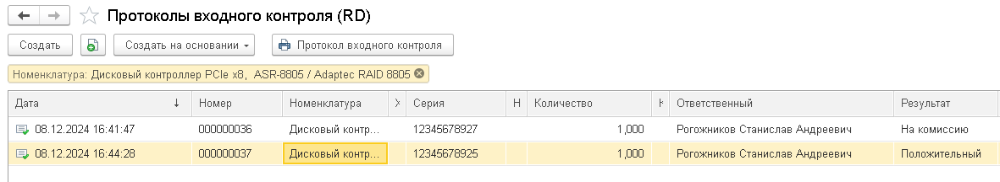 Протоколы входного контроля (RD)
Создать Создать на основании Протокол входного контроля
Номенклатура: Дисковый контроллер PCIe x8, ASR-8805 / Adaptec RAID 8805
Дата ↓ Номер Номенклатура Х Серия Н Количество Ответственный Результат
08.12.2024 16:41:47 000000036 Дисковый контр... 12345678927 1,000 Рогожников Станислав Андреевич На комиссию
08.12.2024 16:44:28 000000037 Дисковый контр... 12345678925 1,000 Рогожников Станислав Андреевич Положительный